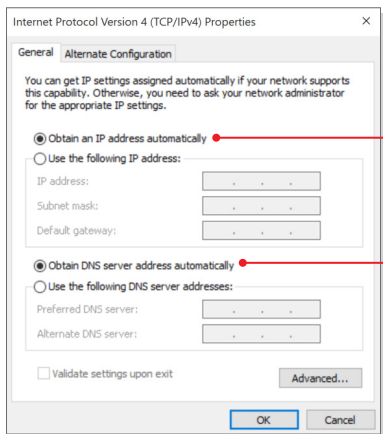 Internet Protocol Version 4 (TCP/IPv4) Properties
General Alternate Configuration
You can get IP settings assigned automatically if your network supports
this capability. Otherwise, you need to ask your network administrator
for the appropriate IP settings.
Obtain an IP address automatically
Use the following IP address:
IP address:
Subnet mask:
Default gateway:
Obtain DNS server address automatically
Use the following DNS server addresses:
Preferred DNS server:
Alternate DNS server:
Validate settings upon exit
Advanced...
OK Cancel